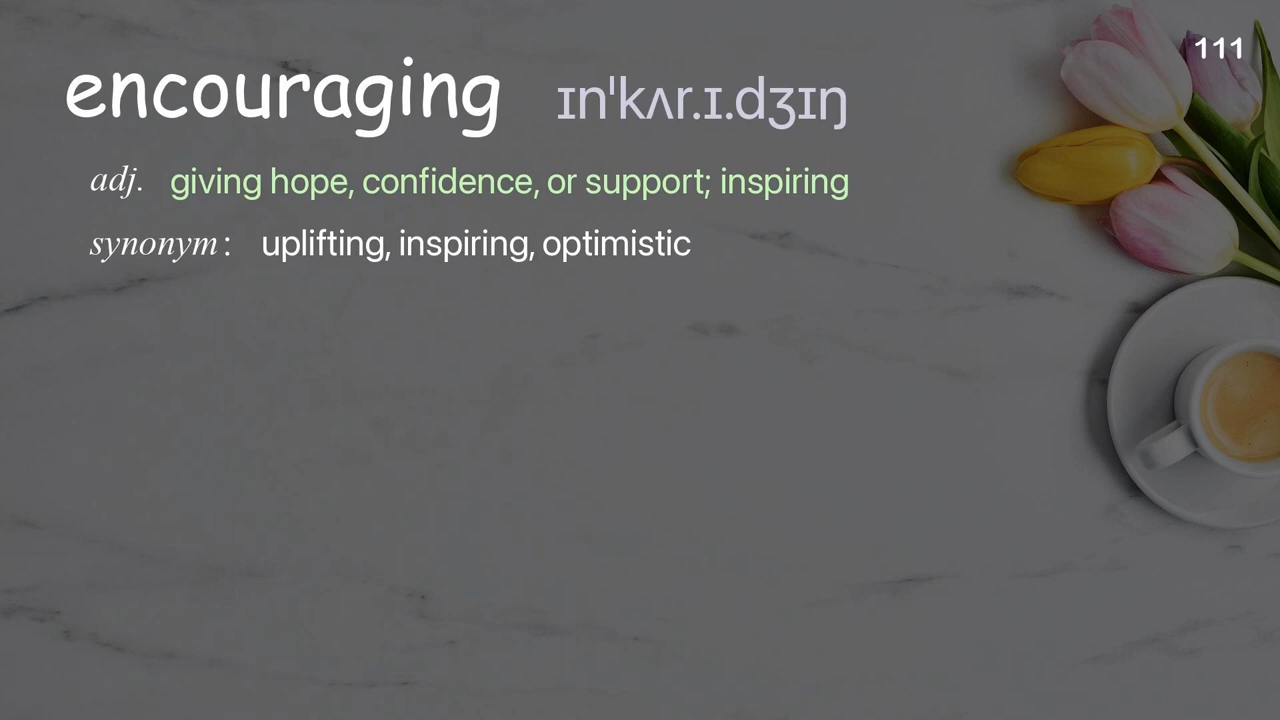 111
encouraging ɪnˈkʌr.ɪ.dʒɪŋ
adj. giving hope, confidence, or support; inspiring
synonym: uplifting, inspiring, optimistic